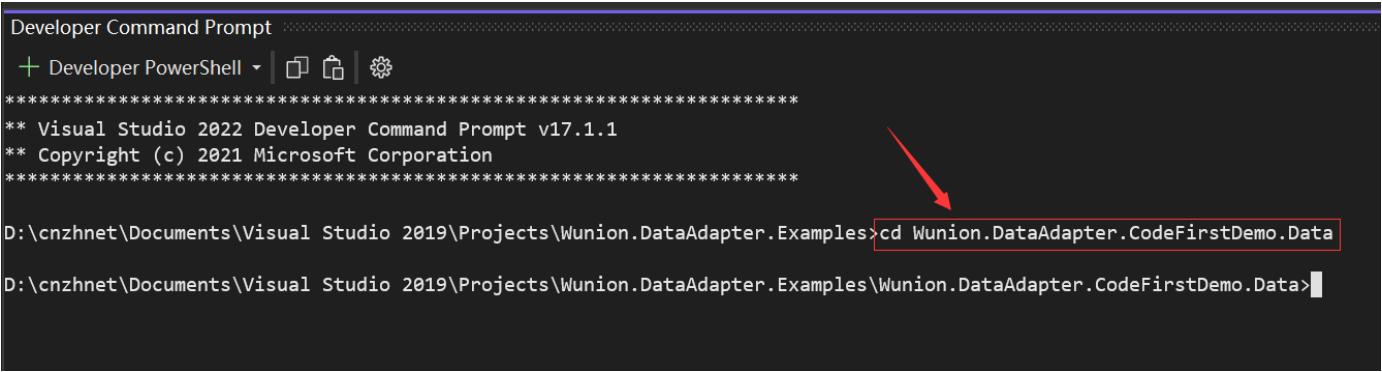 Developer Command Prompt
Developer PowerShell
**********************************************************************
** Visual Studio 2022 Developer Command Prompt v17.1.1
** Copyright (c) 2021 Microsoft Corporation
**********************************************************************
D:\cnzhnet\Documents\Visual Studio 2019\Projects\Wunion.DataAdapter.Examples>cd Wunion.DataAdapter.CodeFirstDemo.Data
D:\cnzhnet\Documents\Visual Studio 2019\Projects\Wunion.DataAdapter.Examples\Wunion.DataAdapter.CodeFirstDemo.Data>